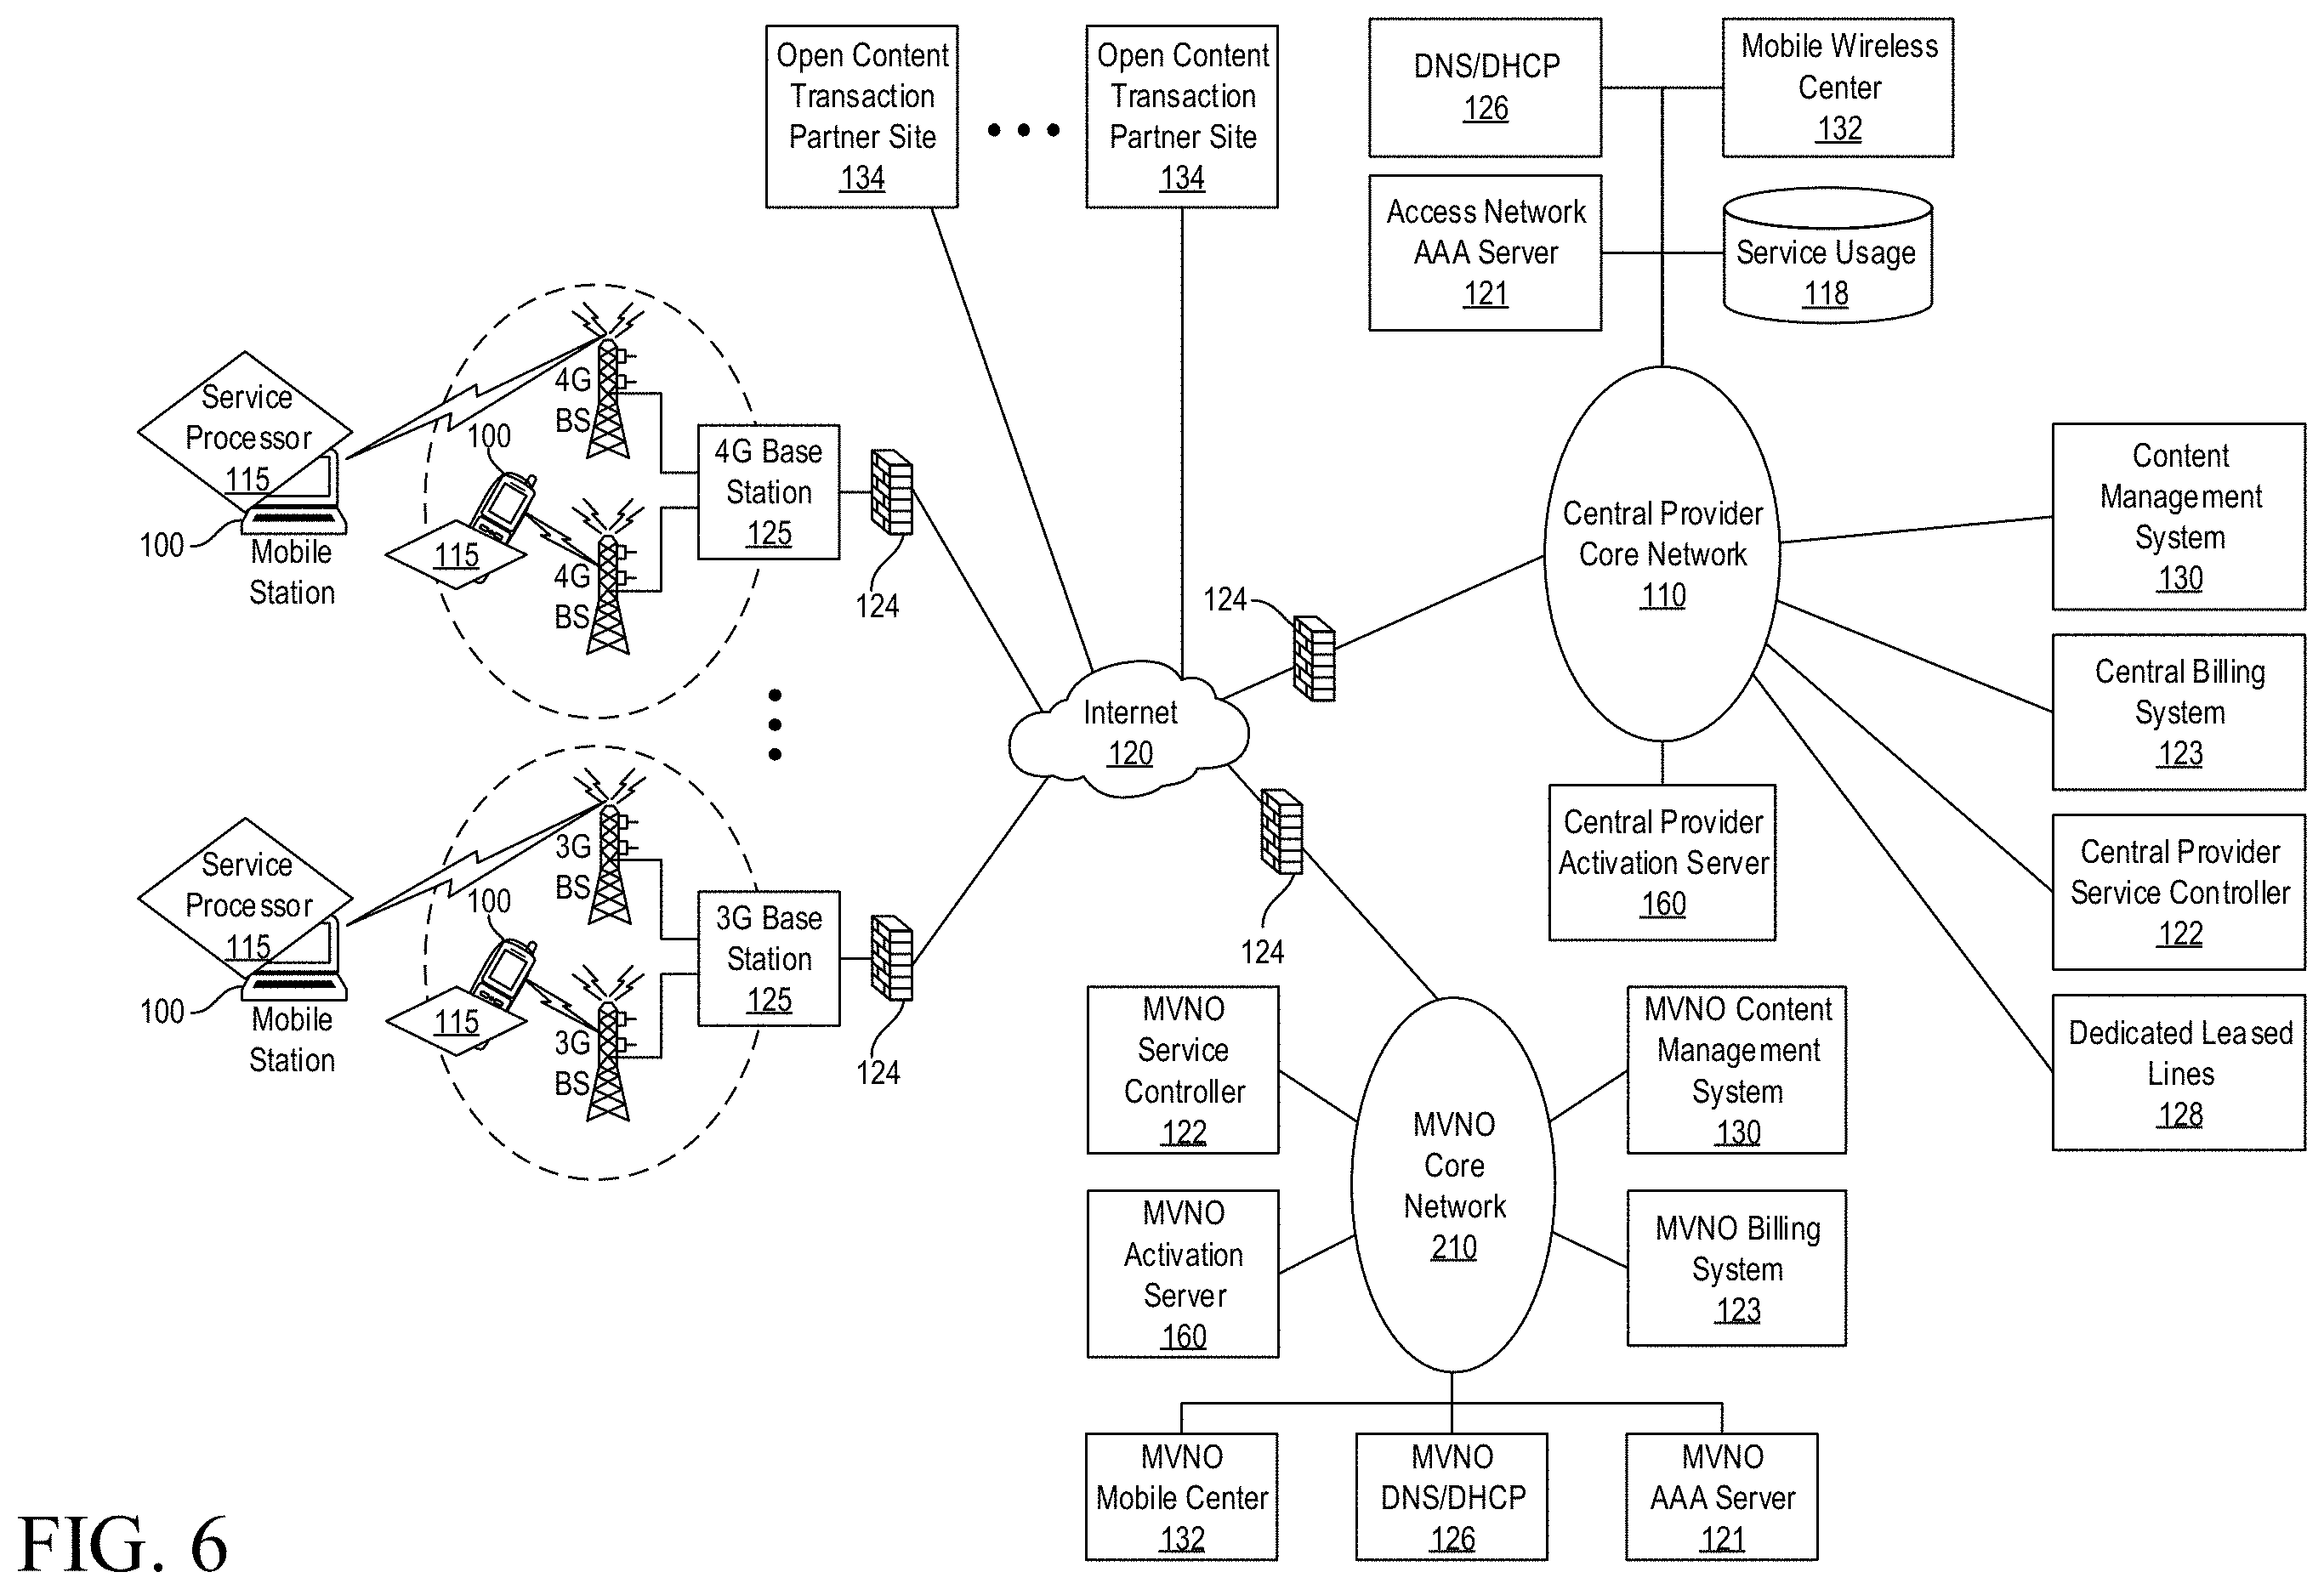 Open Content
Transaction
Partner Site
134
Open Content
Transaction
Partner Site
134
DNS/DHCP
126
Mobile Wireless
Center
132
Access Network
AAA Server
121
Service Usage
118
Service
Processor
115
100
Mobile
Station
4G
BS
100
115
4G
BS
4G Base
Station
125
124
Central Provider
Core Network
110
124
Content
Management
System
130
Central Billing
System
123
Central Provider
Service Controller
122
Dedicated Leased
Lines
128
Internet
120
Central Provider
Activation Server
160
124
Service
Processor
115
100
Mobile
Station
3G
BS
100
115
3G
BS
3G Base
Station
125
124
MVNO
Service
Controller
122
MVNO Content
Management
System
130
MVNO
Core
Network
210
MVNO
Activation
Server
160
MVNO Billing
System
123
MVNO
Mobile Center
132
MVNO
DNS/DHCP
126
MVNO
AAA Server
121
FIG. 6